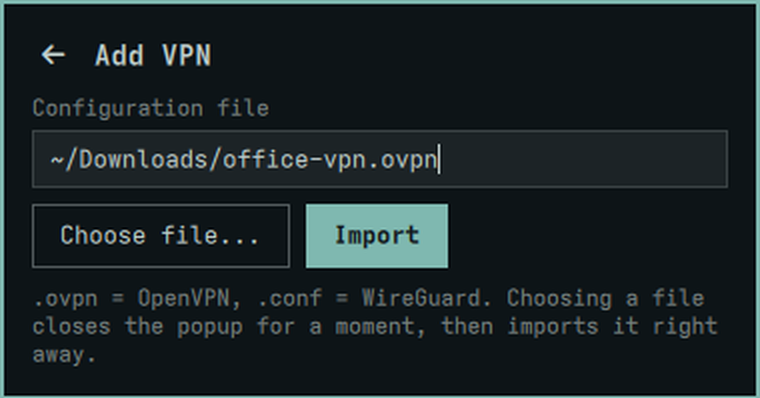 ← Add VPN
Configuration file
~/Downloads/office-vpn.ovpn
Choose file... Import
.ovpn = OpenVPN, .conf = WireGuard. Choosing a file
closes the popup for a moment, then imports it right
away.